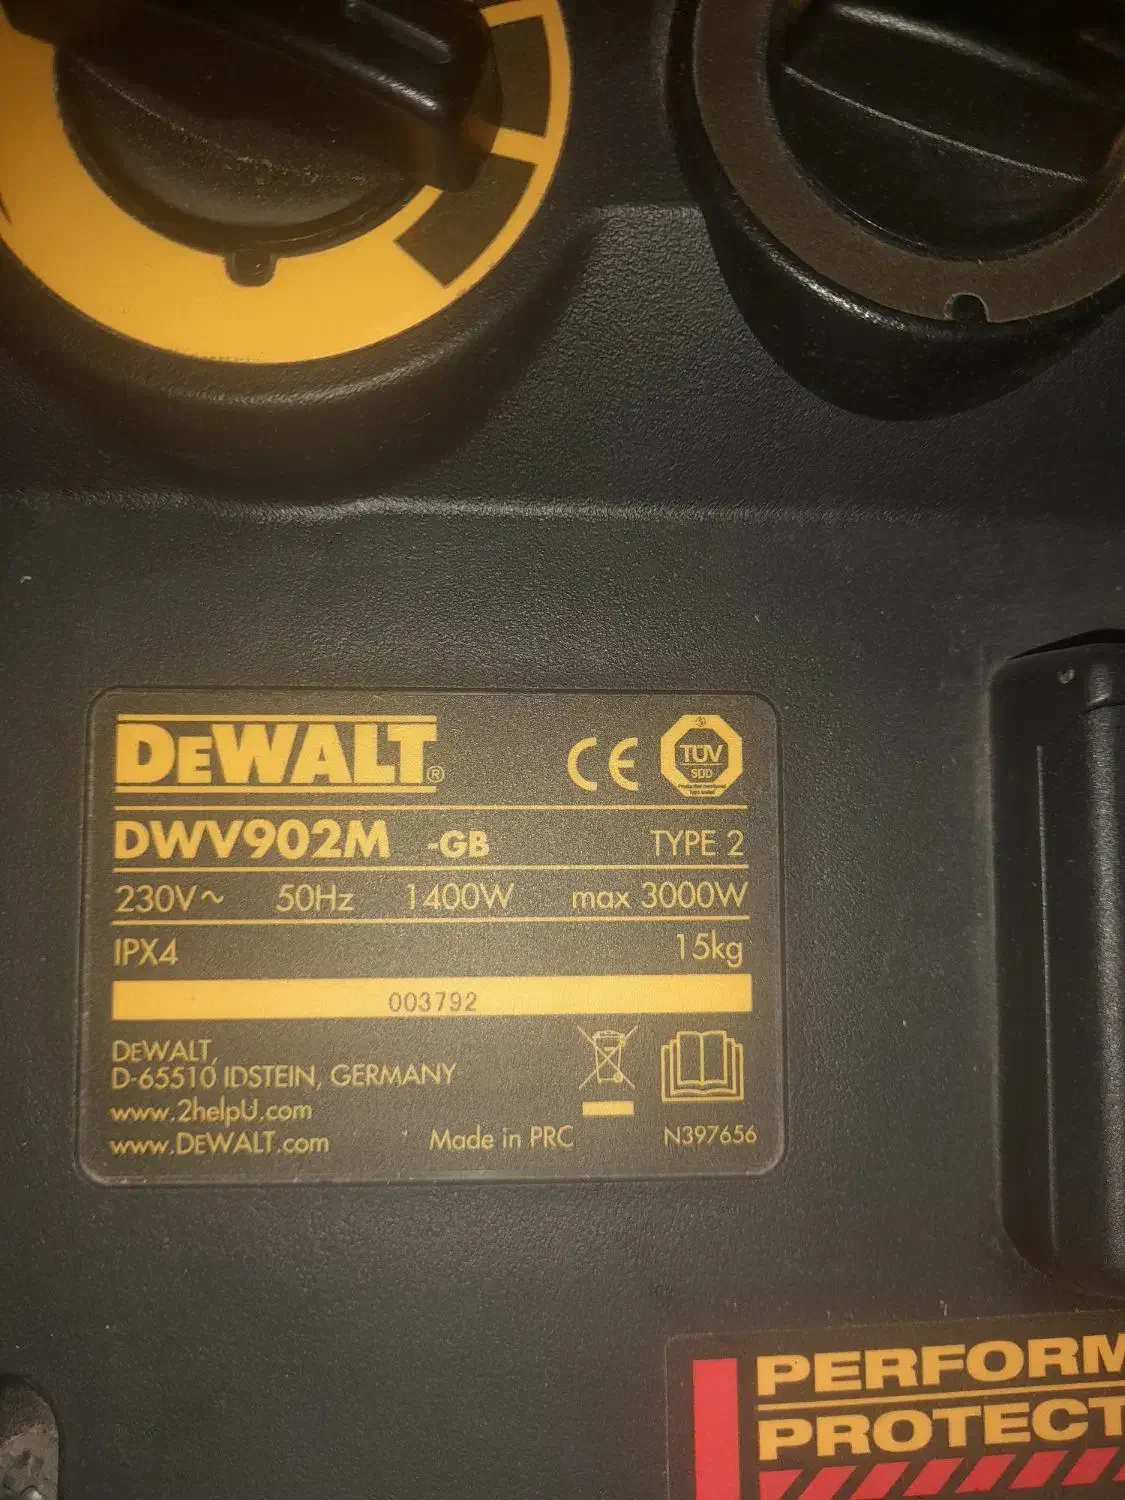 DEWALT®
CE TÜV
SÜD
DWV902M -GB TYPE 2
230V~ 50Hz 1400W max 3000W
IPX4 15kg
003792
DEWALT,
D-65510 IDSTEIN, GERMANY
www.2helpU.com
www.DEWALT.com Made in PRC N397656
PERFORM
PROTECT